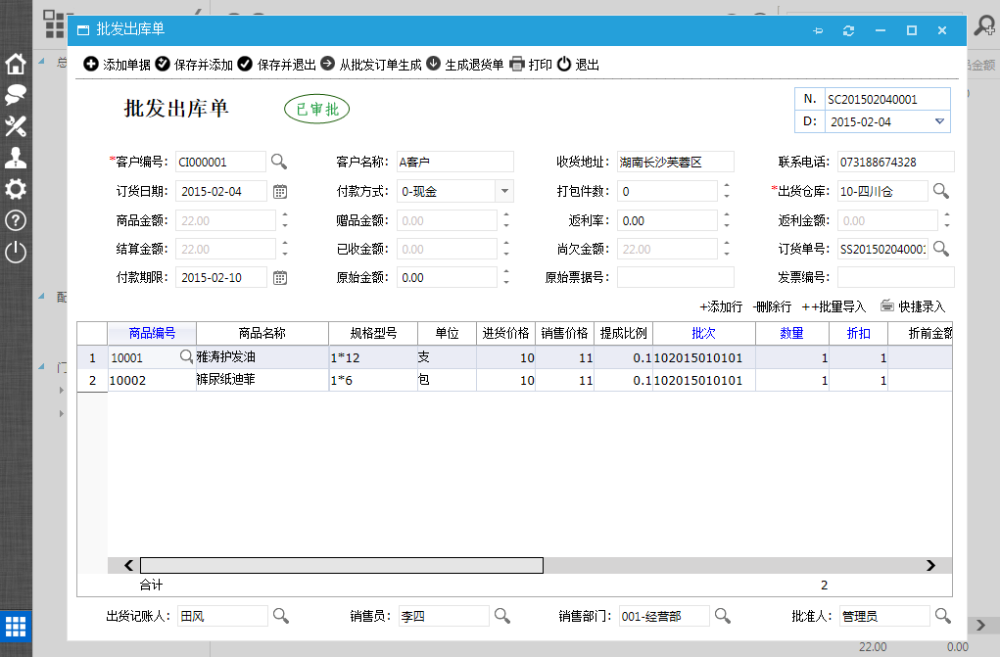 批发出库单
添加单据 保存并添加 保存并退出 从批发订单生成 生成退货单 打印 退出
批发出库单 已审批
N. SC201502040001
D: 2015-02-04
*客户编号: CI000001 客户名称: A客户 收货地址: 湖南长沙芙蓉区 联系电话: 073188674328
订货日期: 2015-02-04 付款方式: 0-现金 打包件数: 0 *出货仓库: 10-四川仓
商品金额: 22.00 赠品金额: 0.00 返利率: 0.00 返利金额: 0.00
结算金额: 22.00 已收金额: 0.00 尚欠金额: 22.00 订货单号: SS20150204000
付款期限: 2015-02-10 原始金额: 0.00 原始票据号: 发票编号:
+添加行 -删除行 ++批量导入 快捷录入
商品编号 商品名称 规格型号 单位 进货价格 销售价格 提成比例 批次 数量 折扣 折前金额
1 10001 雅涛护发油 1*12 支 10 11 0.1 102015010101 1 1
2 10002 裤尿纸迪菲 1*6 包 10 11 0.1 102015010101 1 1
合计 2
出货记账人: 田风 销售员: 李四 销售部门: 001-经营部 批准人: 管理员
总
配
门
品金额
22.00 0.00